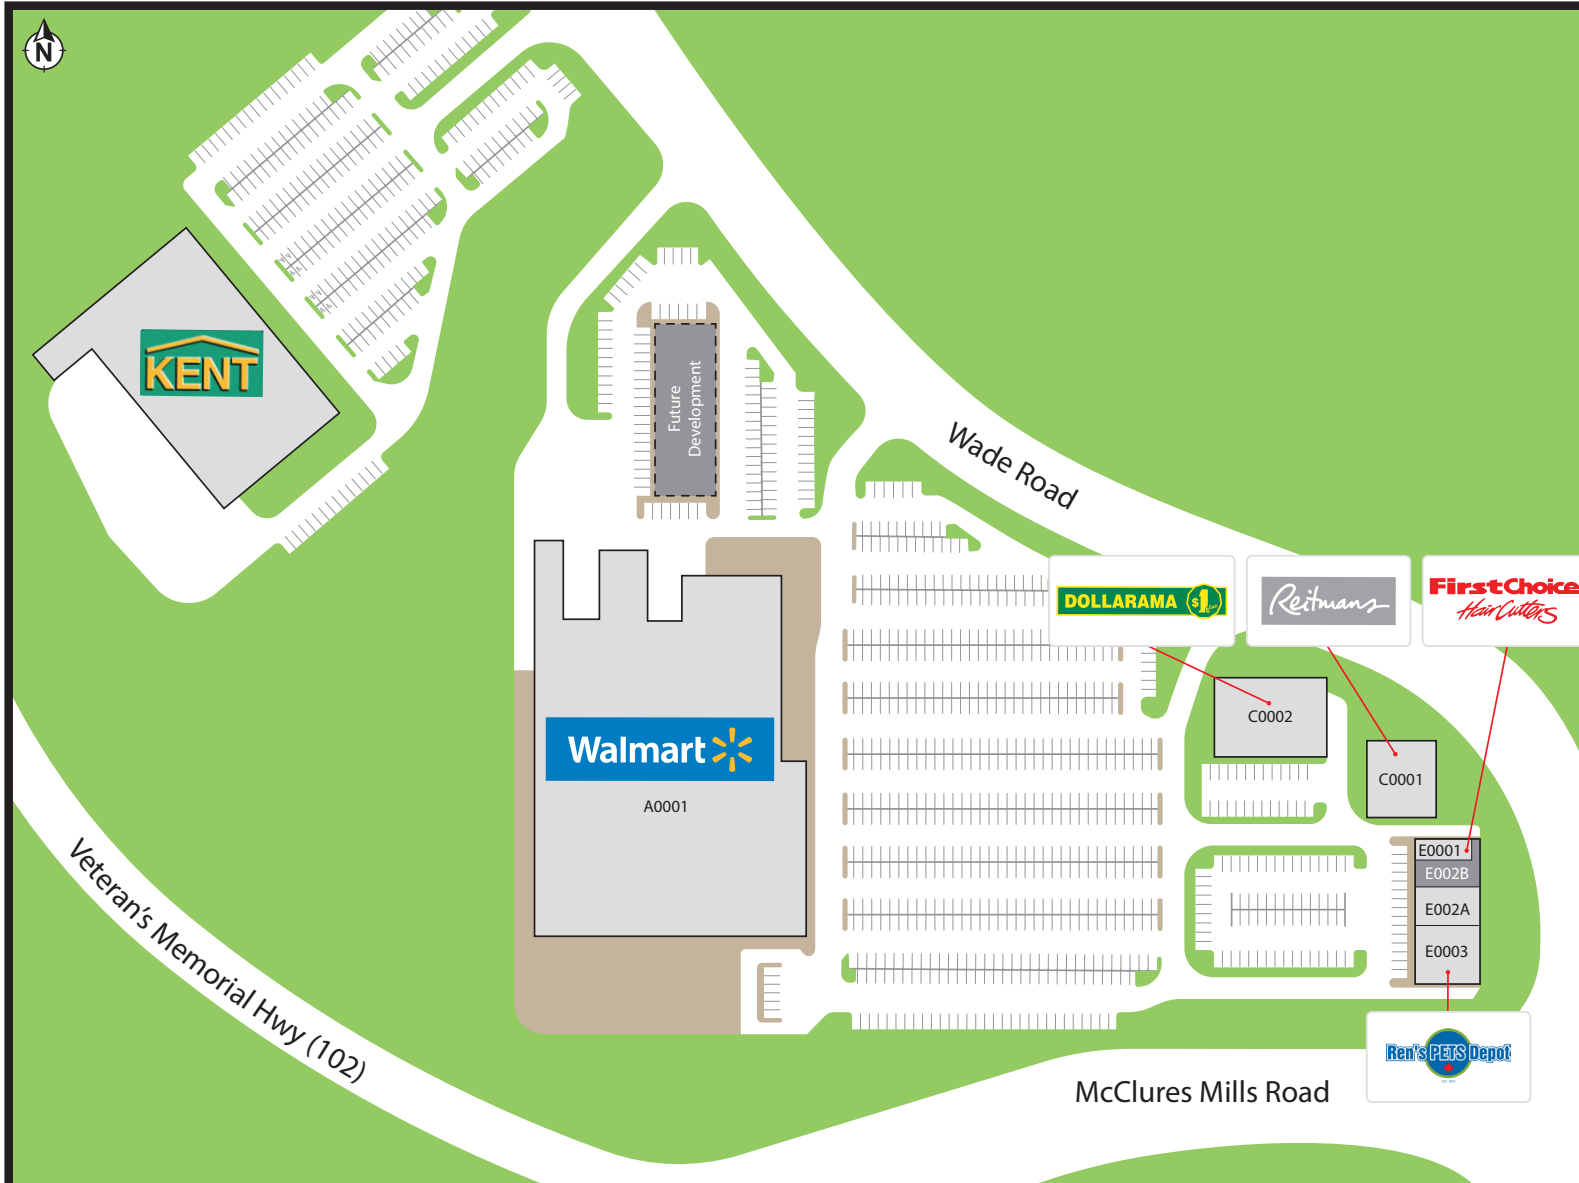 N
KENT
Future
Development
Wade Road
DOLLARAMA $1
Reitmans
FirstChoice
HairCutters
C0002
C0001
Walmart
A0001
E0001
E002B
E002A
E0003
Veteran's Memorial Hwy (102)
Ren's PETS Depot
McClures Mills Road